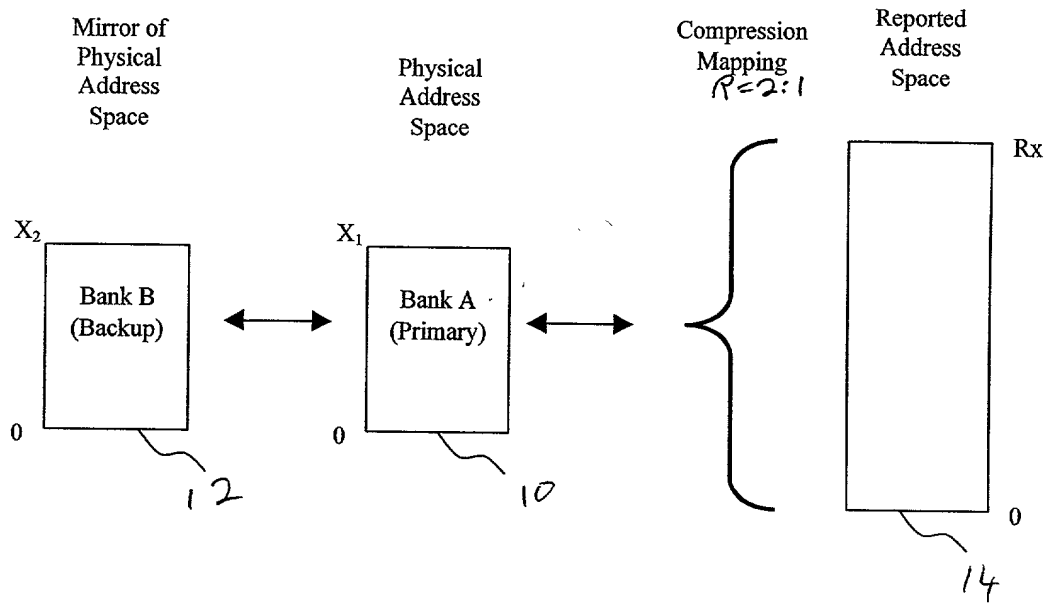 Mirror of
Physical
Address
Space
Physical
Address
Space
Compression
Mapping
R=2:1
Reported
Address
Space
X₂
Bank B
(Backup)
0
12
X₁
Bank A
(Primary)
0
10
Rx
0
14